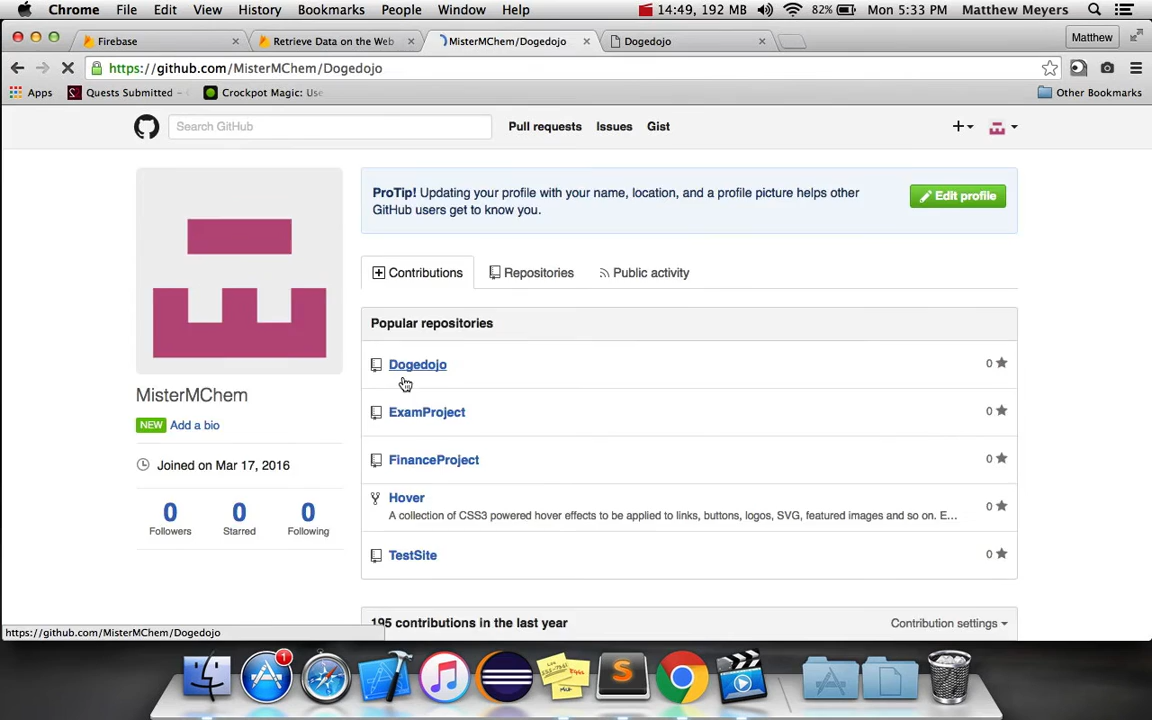 Chrome File Edit View History Bookmarks People Window Help 14:49, 192 MB 82% Mon 5:33 PM Matthew Meyers
Firebase Retrieve Data on the Web MisterMChem/Dogedojo Dogedojo Matthew
https://github.com/MisterMChem/Dogedojo
Apps Quests Submitted - Crockpot Magic: Use Other Bookmarks
Search GitHub Pull requests Issues Gist
ProTip! Updating your profile with your name, location, and a profile picture helps other
GitHub users get to know you.
Edit profile
Contributions Repositories Public activity
Popular repositories
Dogedojo 0
ExamProject 0
FinanceProject 0
Hover
A collection of CSS3 powered hover effects to be applied to links, buttons, logos, SVG, featured images and so on. E… 0
TestSite 0
195 contributions in the last year Contribution settings
MisterMChem
NEW Add a bio
Joined on Mar 17, 2016
0 0 0
Followers Starred Following
https://github.com/MisterMChem/Dogedojo
1